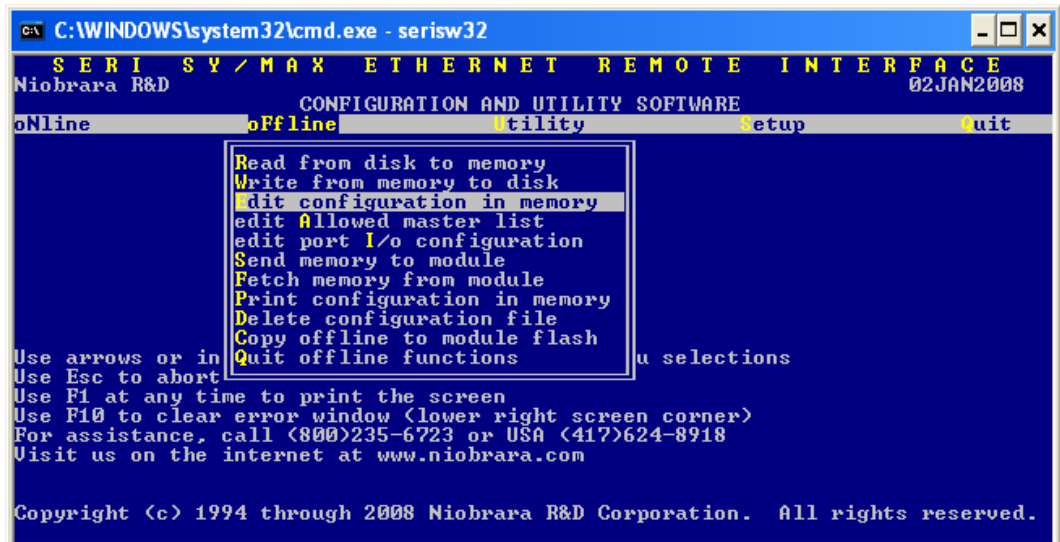 C:\WINDOWS\system32\cmd.exe - serisw32
SERI SY/MAX ETHERNET REMOTE INTERFACE
Niobrara R&D 02JAN2008
CONFIGURATION AND UTILITY SOFTWARE
oNline oFfline Utility Setup Quit
Read from disk to memory
Write from memory to disk
Edit configuration in memory
edit Allowed master list
edit port I/o configuration
Send memory to module
Fetch memory from module
Print configuration in memory
Delete configuration file
Copy offline to module flash
Quit offline functions
Use arrows or in u selections
Use Esc to abort
Use F1 at any time to print the screen
Use F10 to clear error window (lower right screen corner)
For assistance, call (800)235-6723 or USA (417)624-8918
Visit us on the internet at www.niobrara.com
Copyright (c) 1994 through 2008 Niobrara R&D Corporation. All rights reserved.